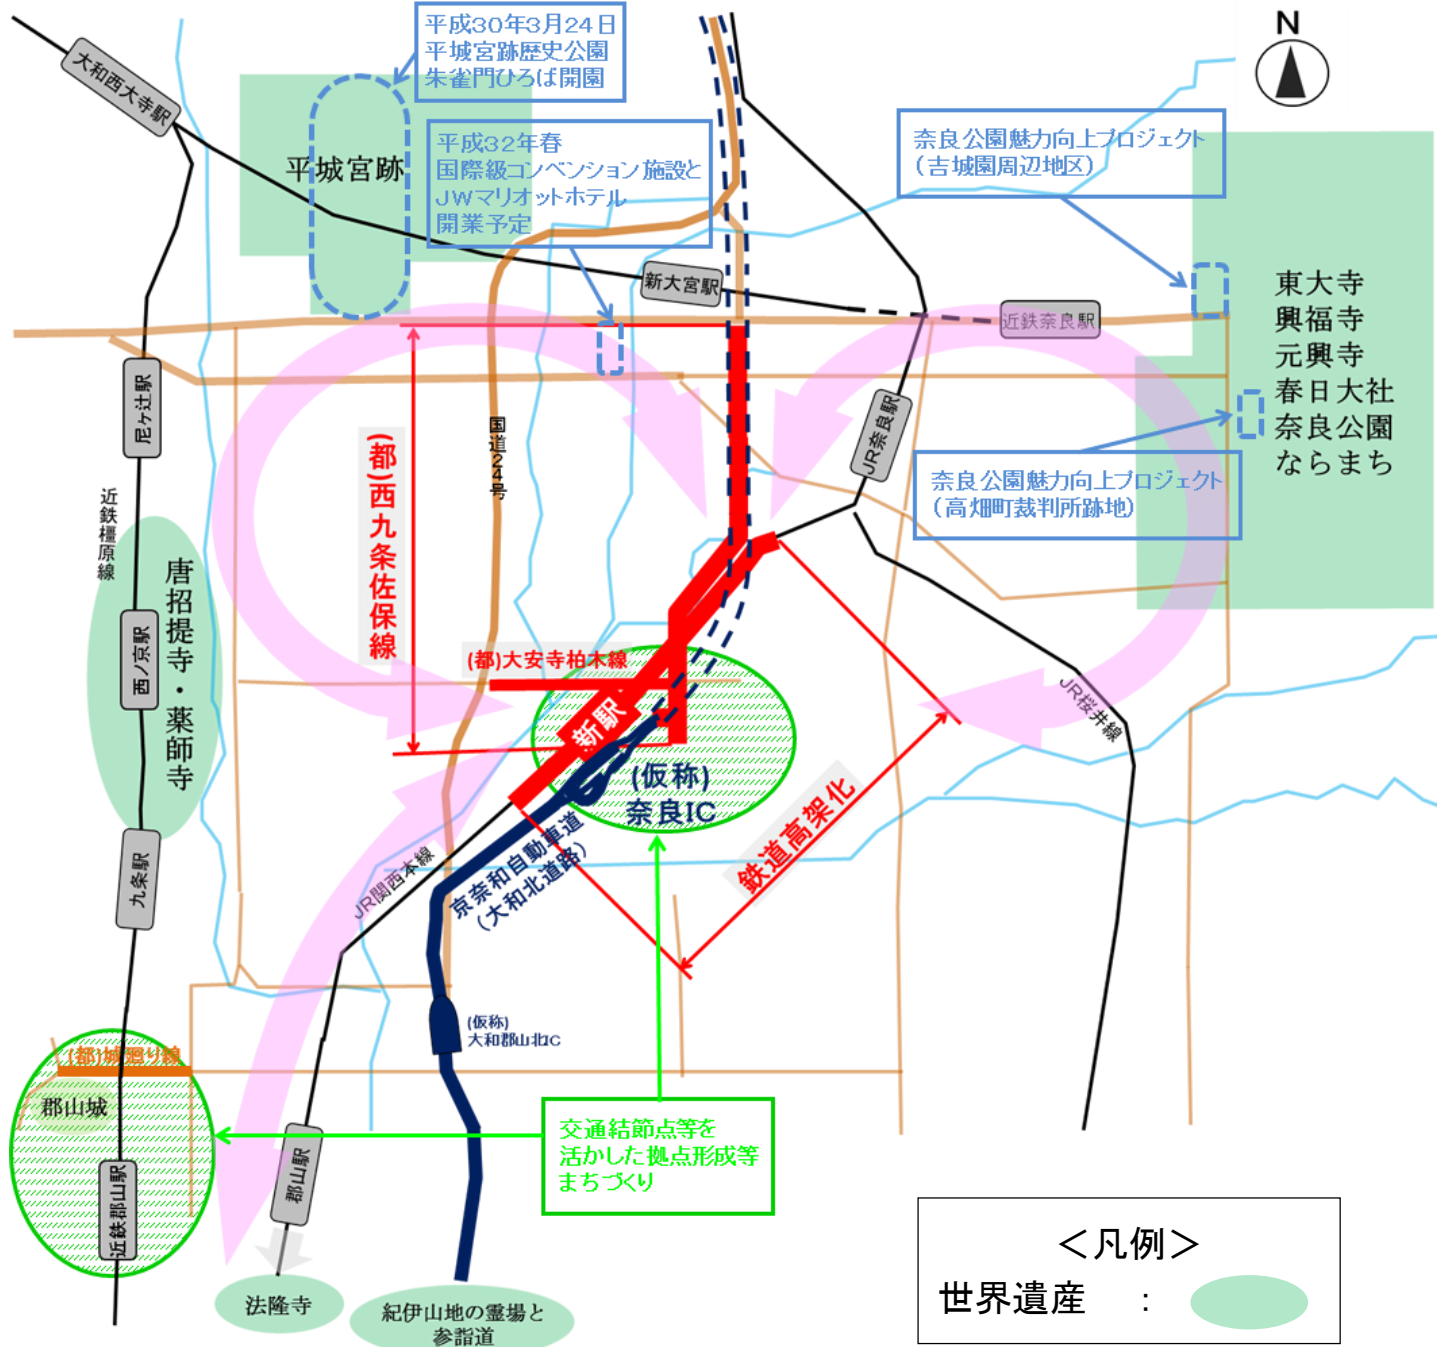 平成30年3月24日
平城宮跡歴史公園
朱雀門ひろば開園
N
大和西大寺駅
平城宮跡
平成32年春
国際級コンベンション施設と
JWマリオットホテル
開業予定
奈良公園魅力向上プロジェクト
(吉城園周辺地区)
新大宮駅
近鉄奈良駅
東大寺
興福寺
元興寺
春日大社
奈良公園
ならまち
尼ヶ辻駅
国道24号
JR奈良駅
(都)西九条佐保線
奈良公園魅力向上プロジェクト
(高畑町裁判所跡地)
近鉄橿原線
唐招提寺・薬師寺
西ノ京駅
(都)大安寺柏木線
新駅
JR桜井線
(仮称)
奈良IC
鉄道高架化
九条駅
JR関西本線
京奈和自動車道
(大和北道路)
(仮称)
大和郡山北IC
(都)城廻り線
郡山城
近鉄郡山駅
郡山駅
交通結節点等を
活かした拠点形成等
まちづくり
法隆寺
紀伊山地の霊場と
参詣道
<凡例>
世界遺産 :